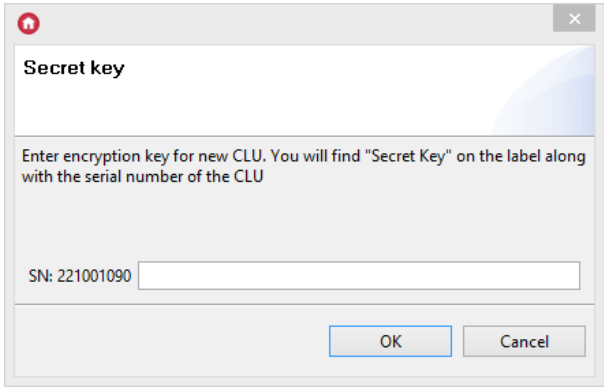 Secret key
Enter encryption key for new CLU. You will find "Secret Key" on the label along
with the serial number of the CLU
SN: 221001090
OK Cancel